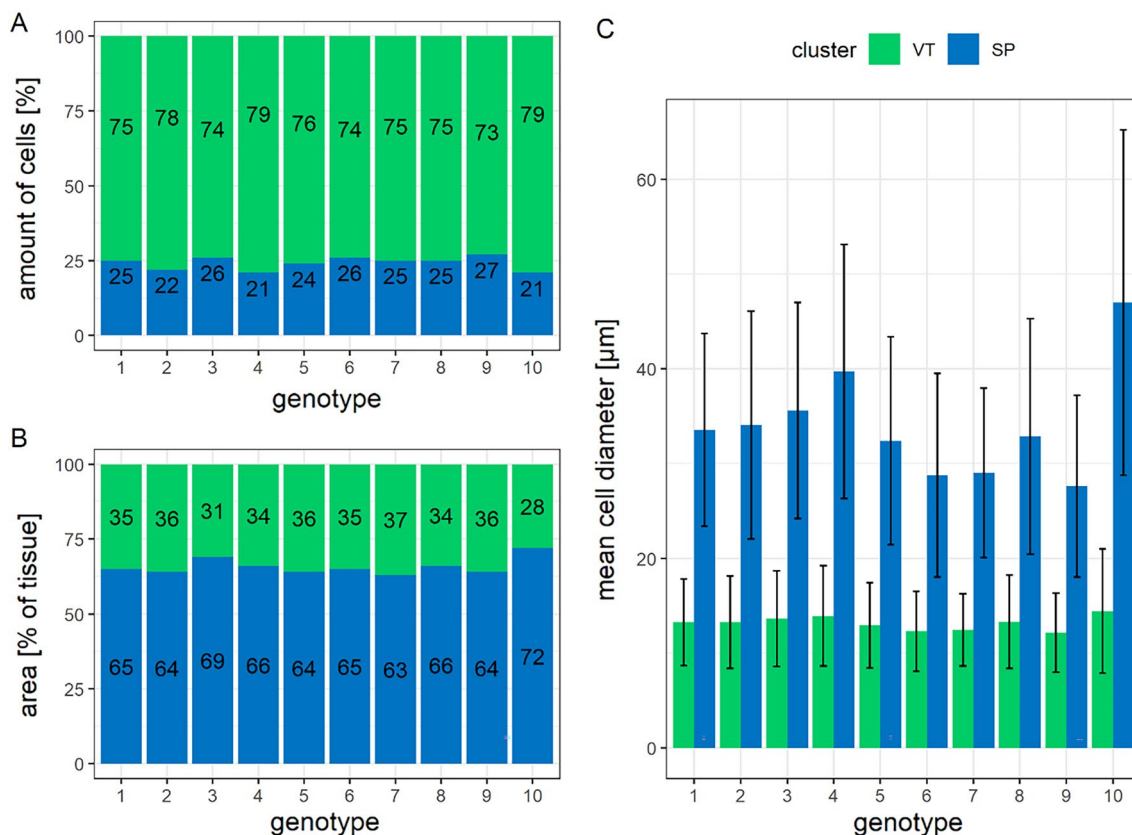 A
amount of cells [%]
100
75
50
25
0
75 78 74 79 76 74 75 75 73 79
25 22 26 21 24 26 25 25 27 21
1 2 3 4 5 6 7 8 9 10
genotype
B
area [% of tissue]
100
75
50
25
0
35 36 31 34 36 35 37 34 36 28
65 64 69 66 64 65 63 66 64 72
1 2 3 4 5 6 7 8 9 10
genotype
C
cluster VT SP
mean cell diameter [µm]
60
40
20
0
1 2 3 4 5 6 7 8 9 10
genotype